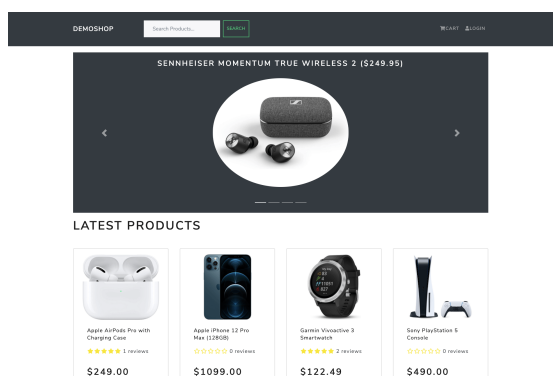 DEMOSHOP
Search Products...
SEARCH
CART
LOGIN
SENNHEISER MOMENTUM TRUE WIRELESS 2 ($249.95)
LATEST PRODUCTS
Apple AirPods Pro with
Charging Case
1 reviews
$249.00
Apple iPhone 12 Pro
Max (128GB)
0 reviews
$1099.00
Garmin Vivoactive 3
Smartwatch
2 reviews
$122.49
Sony PlayStation 5
Console
0 reviews
$490.00